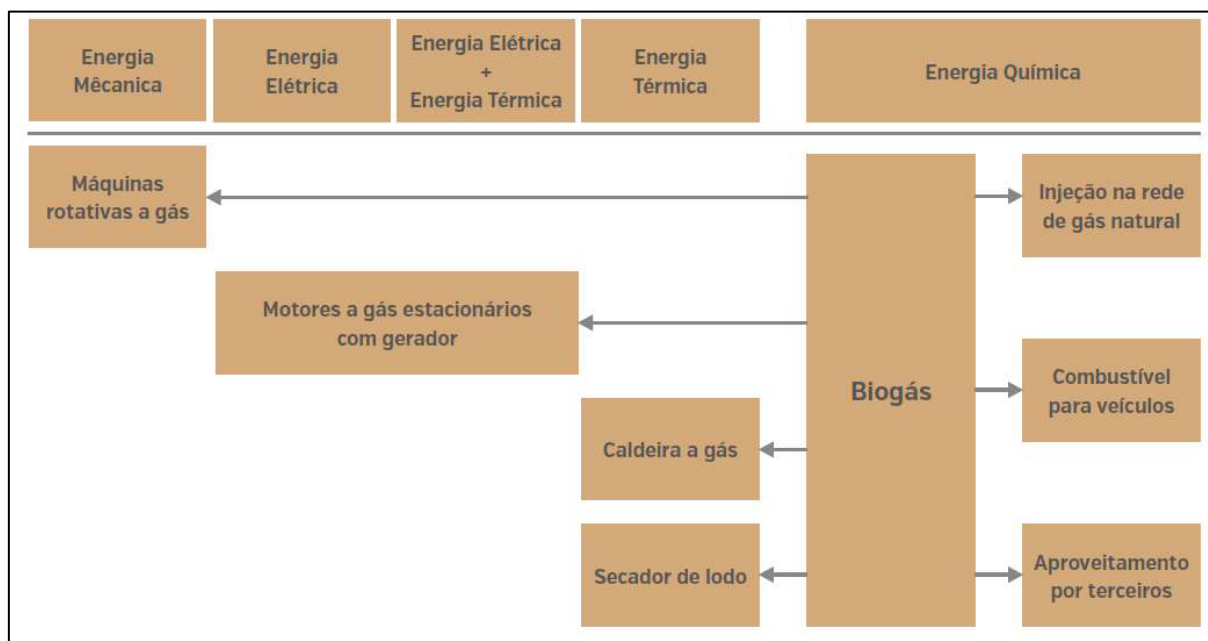 Energia
Mêcanica
Energia
Elétrica
Energia Elétrica
+
Energia Térmica
Energia
Térmica
Energia Química
Máquinas
rotativas a gás
Injeção na rede
de gás natural
Motores a gás estacionários
com gerador
Biogás
Combustível
para veículos
Caldeira a gás
Secador de lodo
Aproveitamento
por terceiros